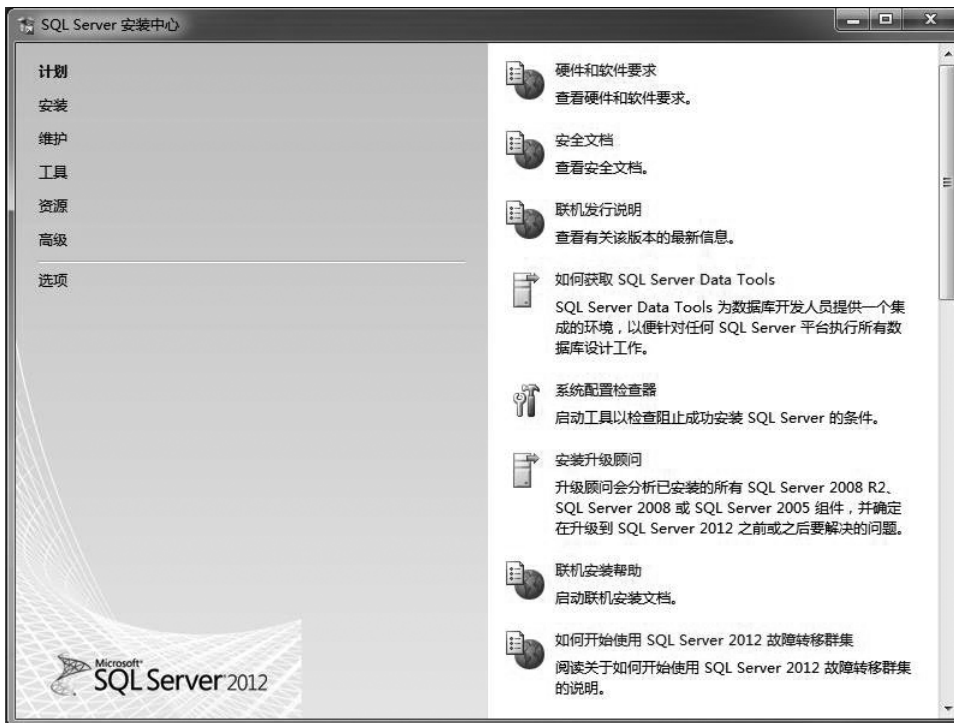 SQL Server 安装中心
计划
安装
维护
工具
资源
高级
选项
硬件和软件要求
查看硬件和软件要求。
安全文档
查看安全文档。
联机发行说明
查看有关该版本的最新信息。
如何获取 SQL Server Data Tools
SQL Server Data Tools 为数据库开发人员提供一个集
成的环境，以便针对任何 SQL Server 平台执行所有数
据库设计工作。
系统配置检查器
启动工具以检查阻止成功安装 SQL Server 的条件。
安装升级顾问
升级顾问会分析已安装的所有 SQL Server 2008 R2、
SQL Server 2008 或 SQL Server 2005 组件，并确定
在升级到 SQL Server 2012 之前或之后要解决的问题。
联机安装帮助
启动联机安装文档。
如何开始使用 SQL Server 2012 故障转移群集
阅读关于如何开始使用 SQL Server 2012 故障转移群集
的说明。
Microsoft
SQL Server 2012